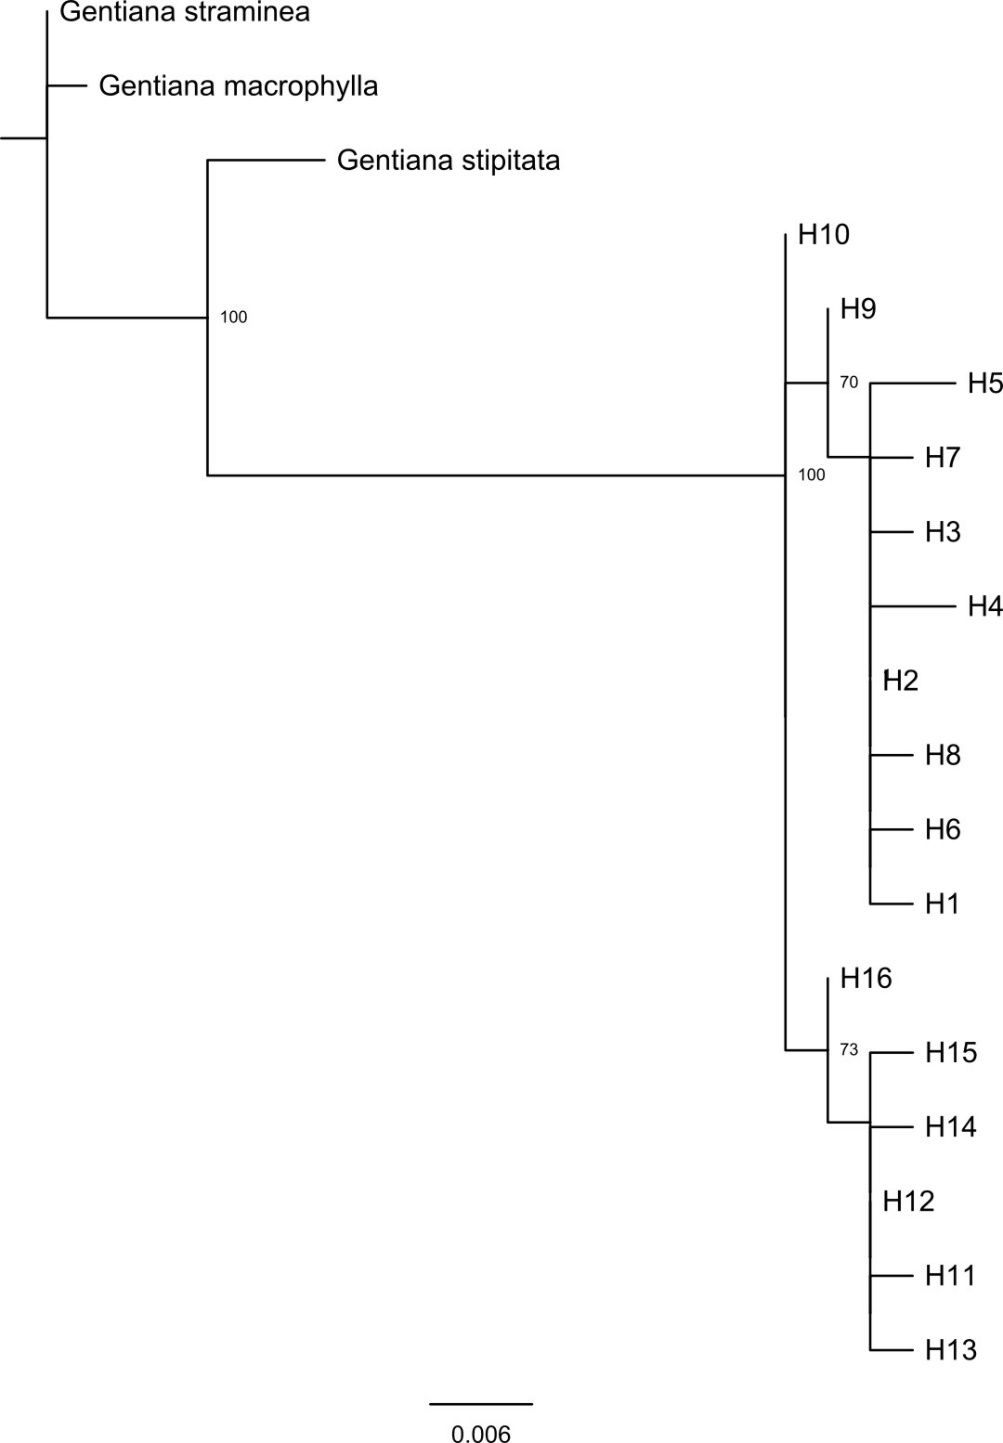 Gentiana straminea
Gentiana macrophylla
Gentiana stipitata
H10
H9
100
70
H5
H7
100
H3
H4
H2
H8
H6
H1
H16
73
H15
H14
H12
H11
H13
0.006